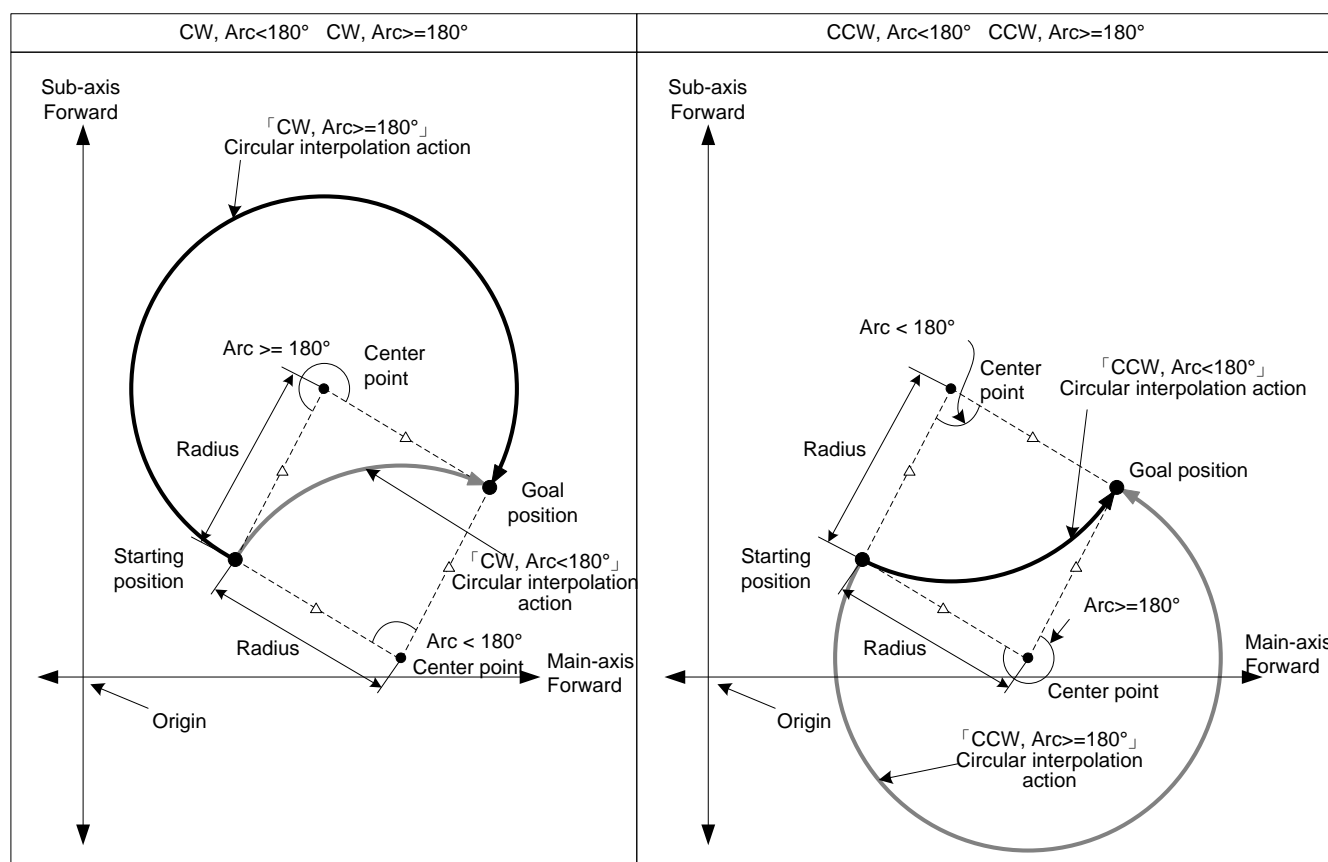 CW, Arc<180° CW, Arc>=180°
Sub-axis
Forward
「CW, Arc>=180°」
Circular interpolation action
Arc >= 180°
Center
point
Radius
Goal
position
Starting
position
「CW, Arc<180°」
Circular interpolation
action
Arc < 180°
Center point
Radius
Main-axis
Forward
Origin
CCW, Arc<180° CCW, Arc>=180°
Sub-axis
Forward
Arc < 180°
Center
point
「CCW, Arc<180°」
Circular interpolation action
Radius
Goal position
Starting
position
Arc>=180°
Radius
Main-axis
Forward
Center point
Origin
「CCW, Arc>=180°」
Circular interpolation
action